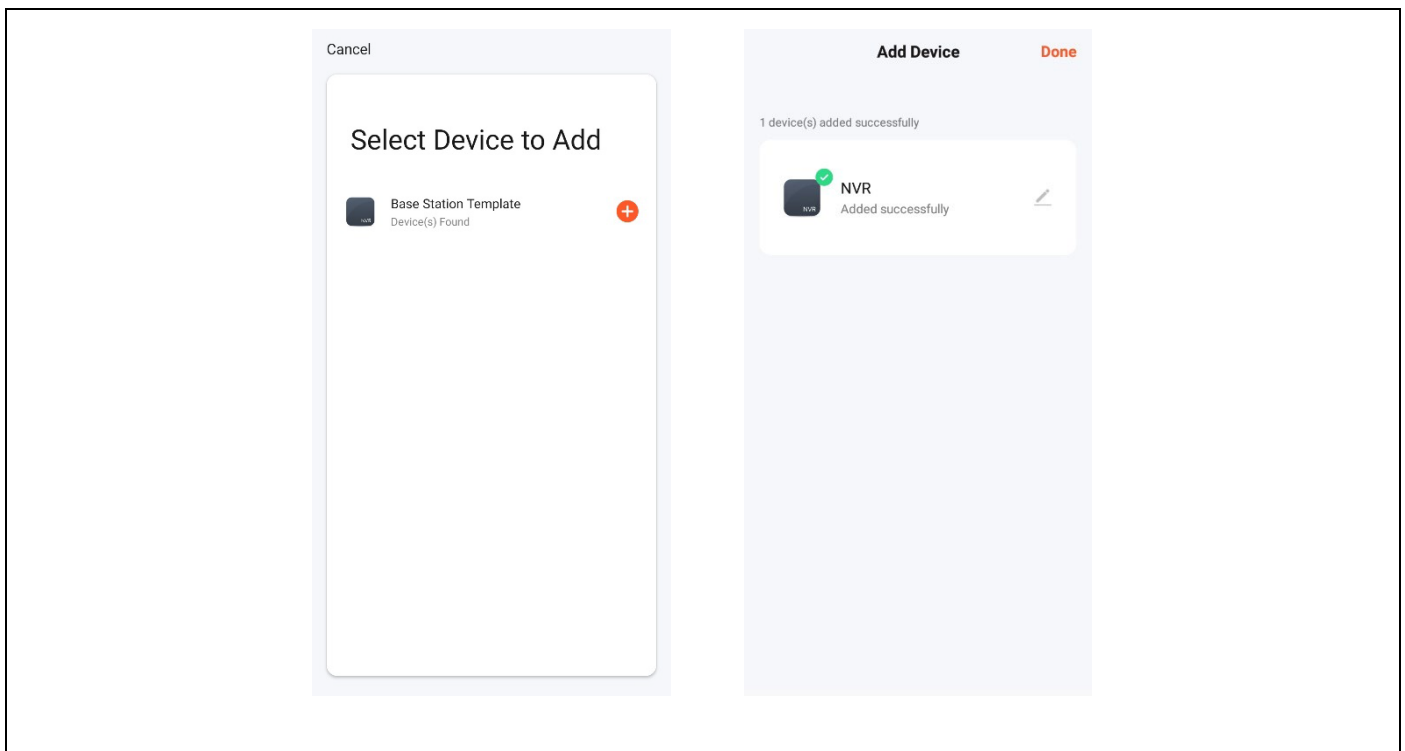 Cancel
Select Device to Add
NVR
Base Station Template
Device(s) Found
Add Device
Done
1 device(s) added successfully
NVR
NVR
Added successfully